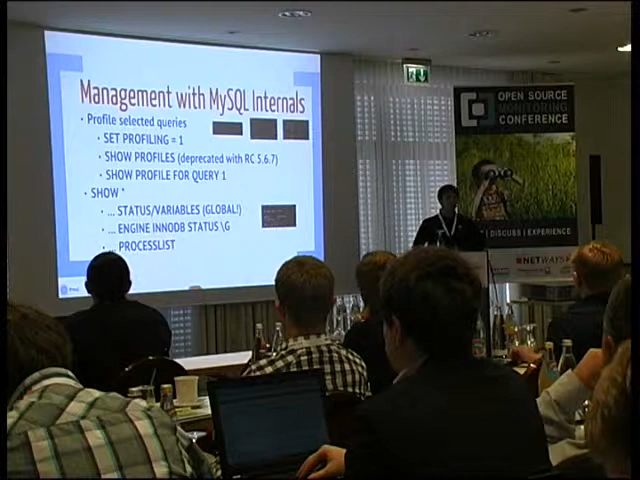 Management with MySQL Internals
• Profile selected queries
• SET PROFILING = 1
• SHOW PROFILES (deprecated with RC 5.6.7)
• SHOW PROFILE FOR QUERY 1
• SHOW *
• ... STATUS/VARIABLES (GLOBAL!)
• ... ENGINE INNODB STATUS \G
• ... PROCESSLIST
OPEN SOURCE
MONITORING
CONFERENCE
| DISCUSS | EXPERIENCE
NETWAYS